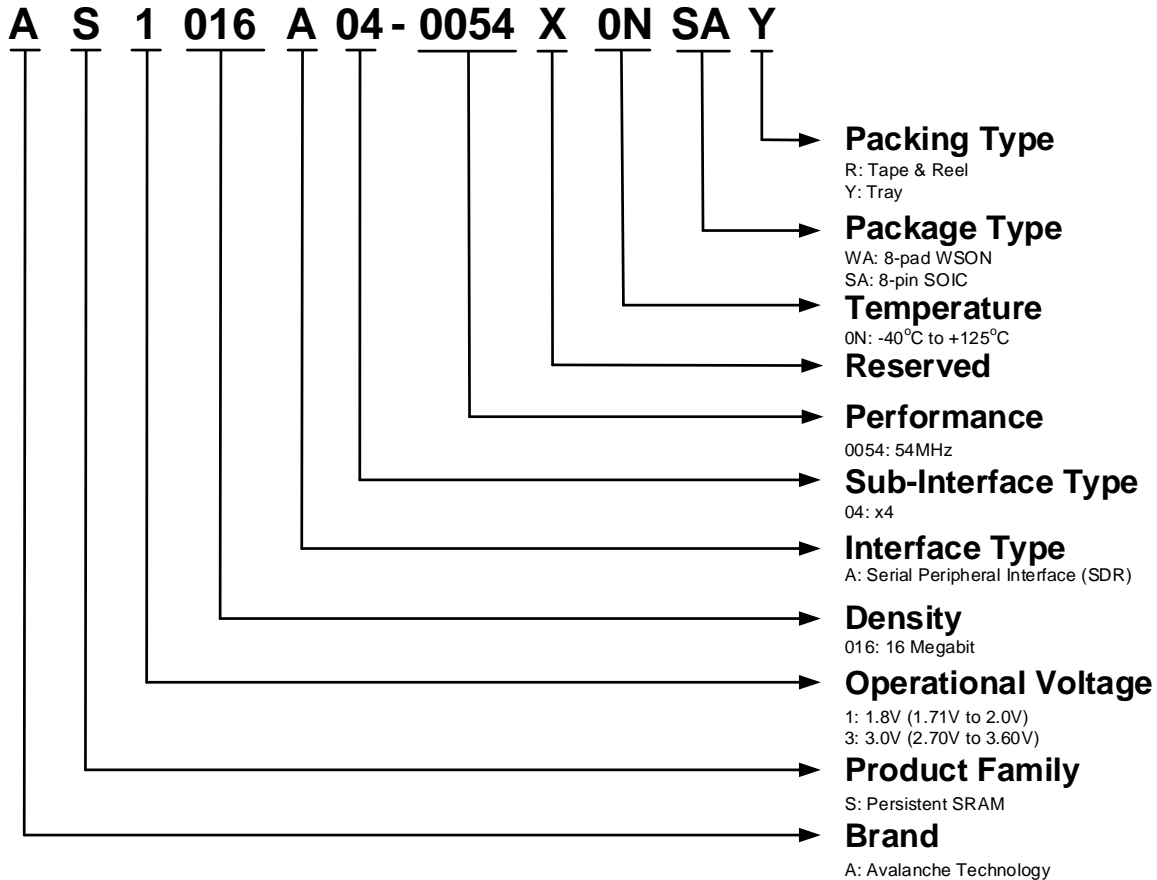 A S 1 016 A 04 - 0054 X 0N SA Y
Packing Type
R: Tape & Reel
Y: Tray
Package Type
WA: 8-pad WSON
SA: 8-pin SOIC
Temperature
0N: -40°C to +125°C
Reserved
Performance
0054: 54MHz
Sub-Interface Type
04: x4
Interface Type
A: Serial Peripheral Interface (SDR)
Density
016: 16 Megabit
Operational Voltage
1: 1.8V (1.71V to 2.0V)
3: 3.0V (2.70V to 3.60V)
Product Family
S: Persistent SRAM
Brand
A: Avalanche Technology